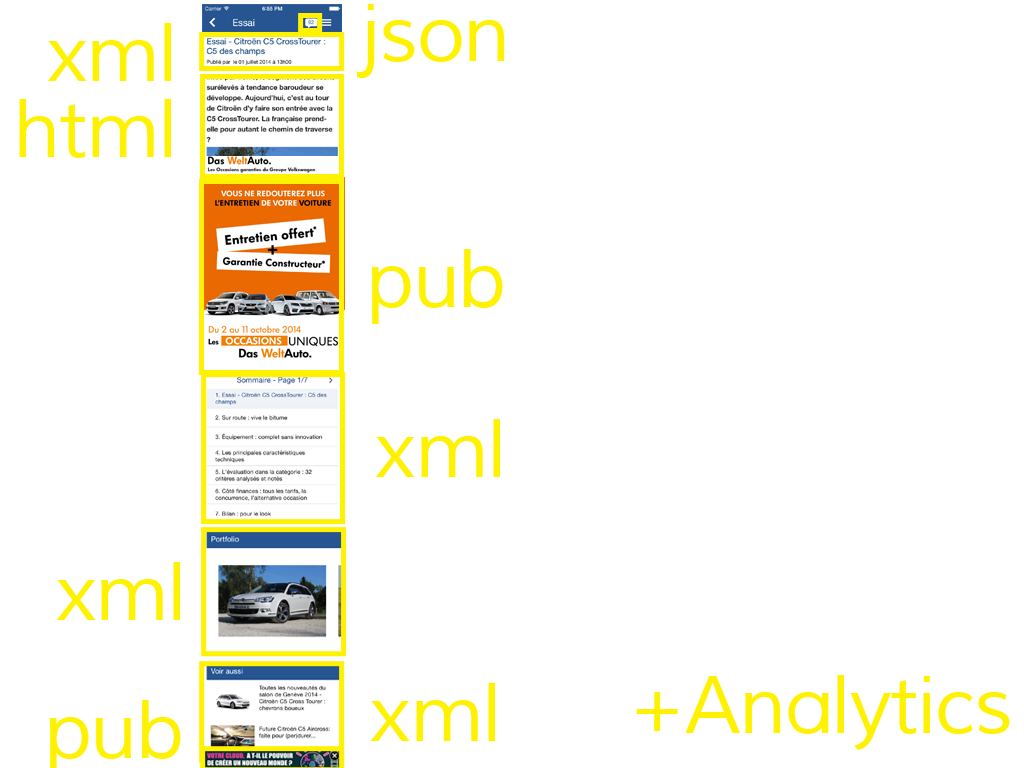 Carrier 6:55 PM
Essai
json
xml
Essai - Citroën C5 CrossTourer :
C5 des champs
Publié par le 01 juillet 2014 à 13h00
html
surélevés à tendance baroudeur se
développe. Aujourd'hui, c'est au tour
de Citroën d'y faire son entrée avec la
C5 CrossTourer. La française prend-
elle pour autant le chemin de traverse
?
Das WeltAuto.
Les Occasions garanties du Groupe Volkswagen
VOUS NE REDOUTEREZ PLUS
L'ENTRETIEN DE VOTRE VOITURE
Entretien offert*
+
Garantie Constructeur*
pub
Du 2 au 11 octobre 2014
Les OCCASIONS UNIQUES
Das WeltAuto.
Sommaire - Page 1/7
1. Essai - Citroën C5 CrossTourer : C5 des
champs
2. Sur route : vive le bitume
3. Équipement : complet sans innovation
4. Les principales caractéristiques
techniques
5. L'évaluation dans la catégorie : 32
critères analysés et notés
6. Côté finances : tous les tarifs, la
concurrence, l'alternative occasion
7. Bilan : pour le look
xml
Portfolio
xml
Voir aussi
Toutes les nouveautés du
salon de Genève 2014 -
Citroën C5 Cross Tourer :
chevrons boueux
Future Citroën C5 Aircross:
faite pour (per)durer...
VOTRE CLOUD. A T-IL LE POUVOIR
DE CRÉER UN NOUVEAU MONDE ?
pub
xml
+Analytics